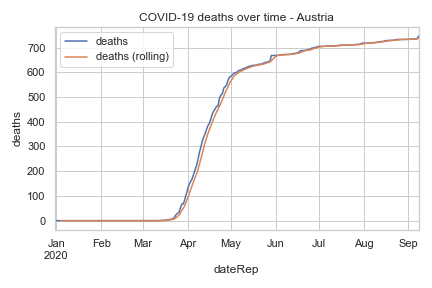 COVID-19 deaths over time - Austria
deaths
deaths (rolling)
700
600
500
400
300
200
100
0
deaths
Jan Feb Mar Apr May Jun Jul Aug Sep
2020
dateRep